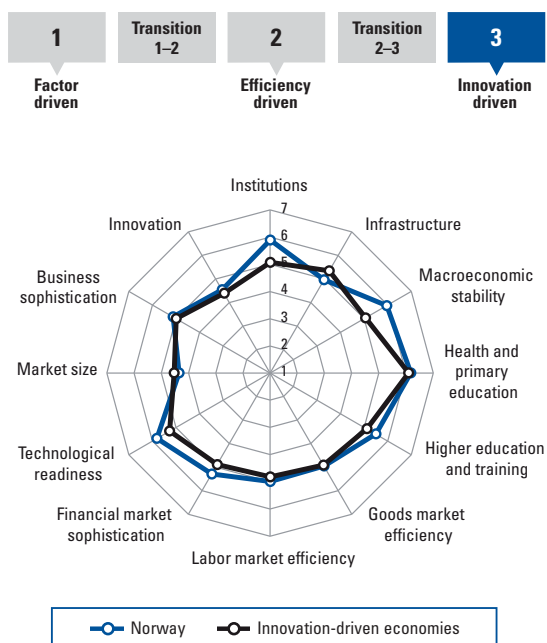 1
Transition
1–2
2
Transition
2–3
3
Factor
driven
Efficiency
driven
Innovation
driven
Institutions
7
Innovation
Infrastructure
6
5
Business
sophistication
Macroeconomic
stability
4
3
2
Market size
1
Health and
primary
education
Technological
readiness
Higher education
and training
Financial market
sophistication
Goods market
efficiency
Labor market efficiency
Norway
Innovation-driven economies